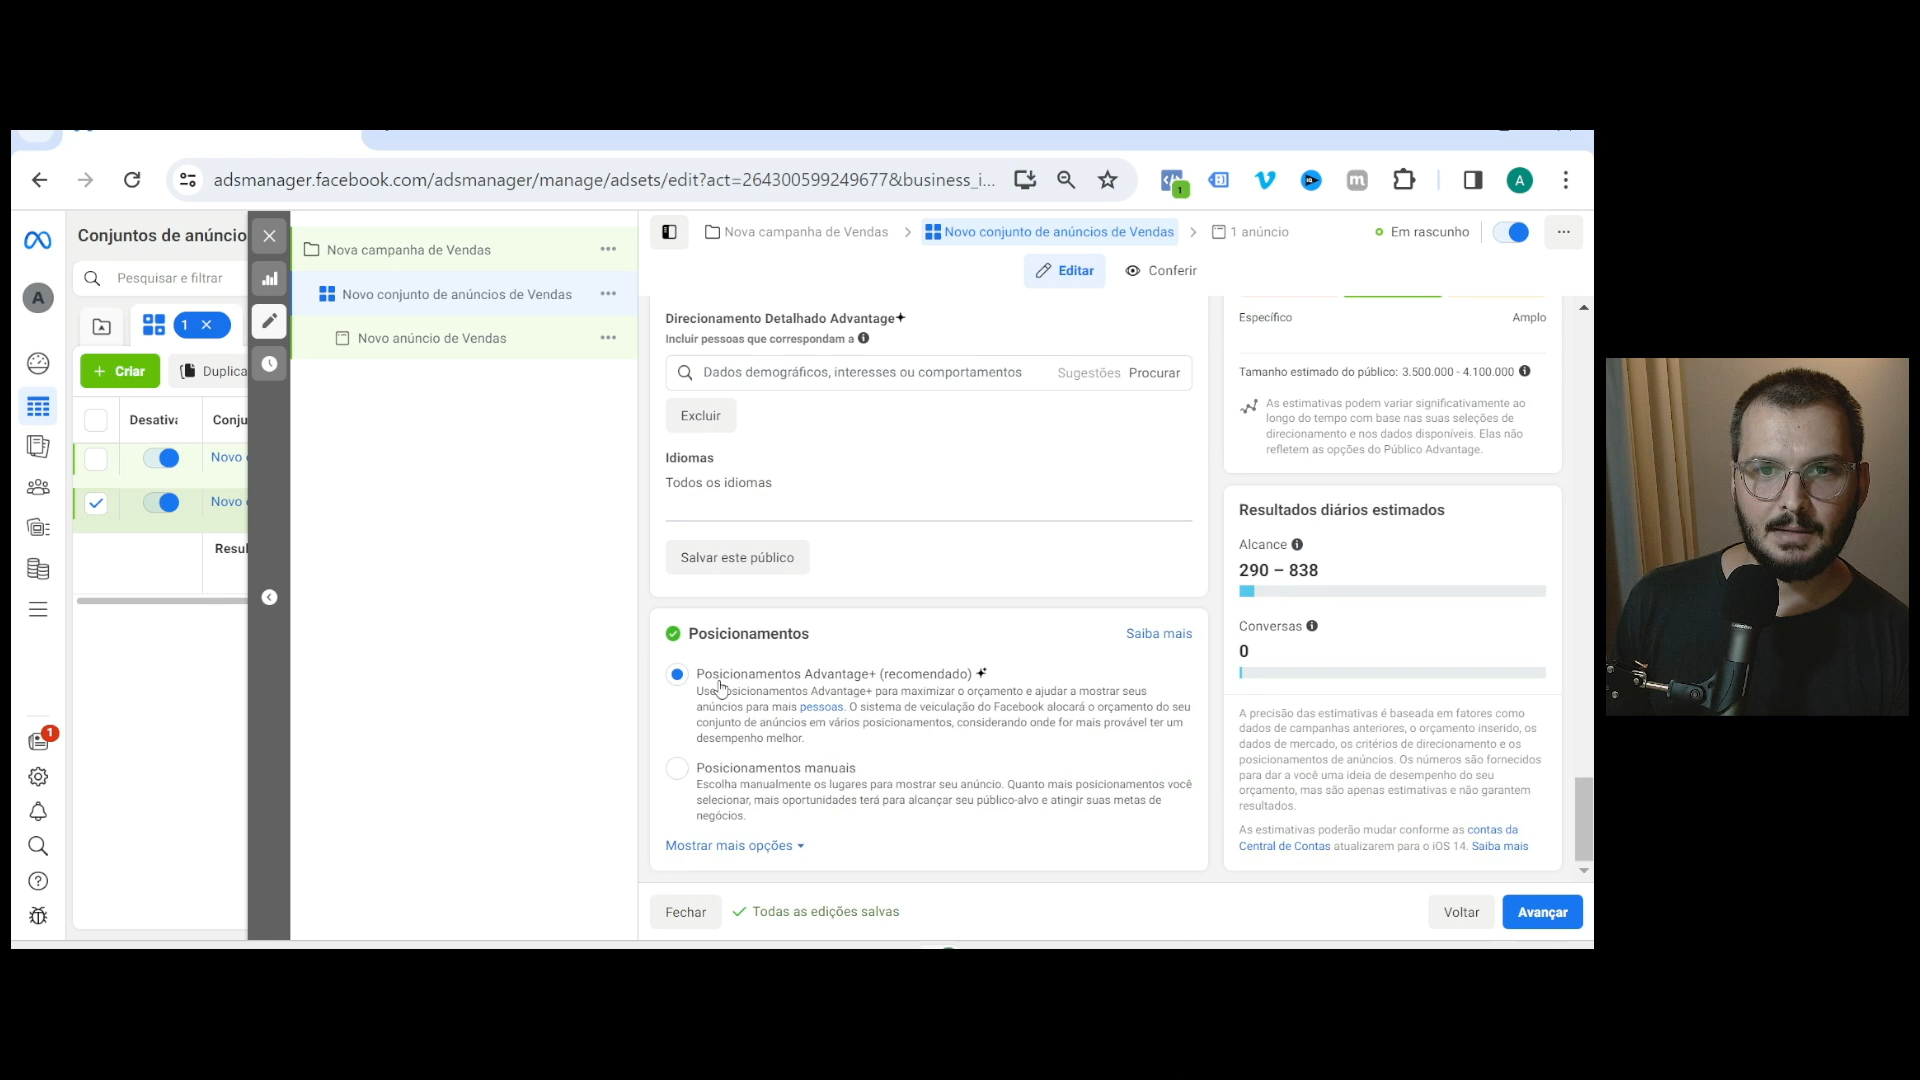 adsmanager.facebook.com/adsmanager/manage/adsets/edit?act=264300599249677&business_i...
1
A
Conjuntos de anúncio
Nova campanha de Vendas
Nova campanha de Vendas
Novo conjunto de anúncios de Vendas
1 anúncio
Em rascunho
A
Pesquisar e filtrar
Novo conjunto de anúncios de Vendas
Editar
Conferir
1
Novo anúncio de Vendas
Criar
Duplica
Desativa
Conju
Novo
Novo
Resul
1
Direcionamento Detalhado Advantage+
Incluir pessoas que correspondam a
Dados demográficos, interesses ou comportamentos
Sugestões
Procurar
Excluir
Idiomas
Todos os idiomas
Salvar este público
Posicionamentos
Saiba mais
Posicionamentos Advantage+ (recomendado)
Use posicionamentos Advantage+ para maximizar o orçamento e ajudar a mostrar seus
anúncios para mais pessoas. O sistema de veiculação do Facebook alocará o orçamento do seu
conjunto de anúncios em vários posicionamentos, considerando onde for mais provável ter um
desempenho melhor.
Posicionamentos manuais
Escolha manualmente os lugares para mostrar seu anúncio. Quanto mais posicionamentos você
selecionar, mais oportunidades terá para alcançar seu público-alvo e atingir suas metas de
negócios.
Mostrar mais opções
Específico
Amplo
Tamanho estimado do público: 3.500.000 - 4.100.000
As estimativas podem variar significativamente ao
longo do tempo com base nas suas seleções de
direcionamento e nos dados disponíveis. Elas não
refletem as opções do Público Advantage.
Resultados diários estimados
Alcance
290 – 838
Conversas
0
A precisão das estimativas é baseada em fatores como
dados de campanhas anteriores, o orçamento inserido, os
dados de mercado, os critérios de direcionamento e os
posicionamentos de anúncios. Os números são fornecidos
para dar a você uma ideia de desempenho do seu
orçamento, mas são apenas estimativas e não garantem
resultados.
As estimativas poderão mudar conforme as contas da
Central de Contas atualizarem para o iOS 14. Saiba mais
Fechar
Todas as edições salvas
Voltar
Avançar